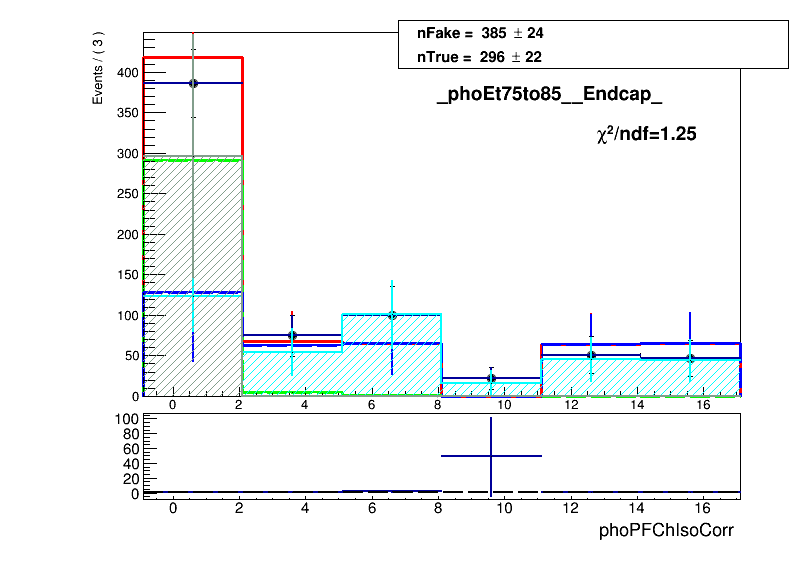 nFake = 385 ± 24
nTrue = 296 ± 22
_phoEt75to85__Endcap_
χ²/ndf=1.25
Events / ( 3 )
400
350
300
250
200
150
100
50
0
0 2 4 6 8 10 12 14 16
100
80
60
40
20
0
0 2 4 6 8 10 12 14 16
phoPFChIsoCorr